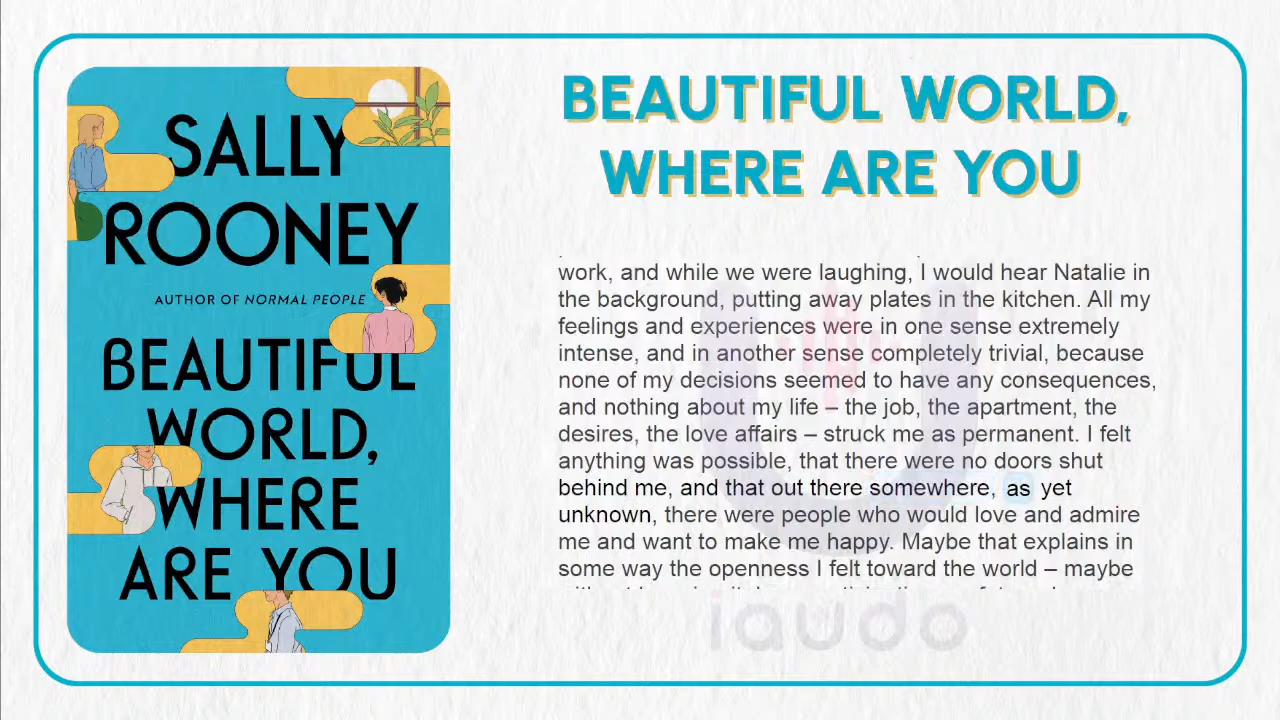 SALLY
ROONEY
AUTHOR OF NORMAL PEOPLE
BEAUTIFUL
WORLD,
WHERE
ARE YOU
BEAUTIFUL WORLD,
WHERE ARE YOU
work, and while we were laughing, I would hear Natalie in
the background, putting away plates in the kitchen. All my
feelings and experiences were in one sense extremely
intense, and in another sense completely trivial, because
none of my decisions seemed to have any consequences,
and nothing about my life – the job, the apartment, the
desires, the love affairs – struck me as permanent. I felt
anything was possible, that there were no doors shut
behind me, and that out there somewhere, as yet
unknown, there were people who would love and admire
me and want to make me happy. Maybe that explains in
some way the openness I felt toward the world – maybe
iaudo